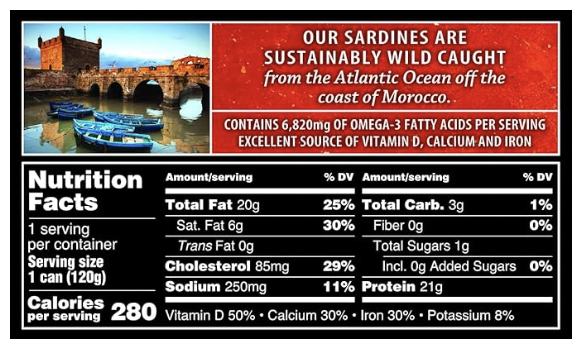 OUR SARDINES ARE
SUSTAINABLY WILD CAUGHT
from the Atlantic Ocean off the
coast of Morocco.
CONTAINS 6,820mg OF OMEGA-3 FATTY ACIDS PER SERVING
EXCELLENT SOURCE OF VITAMIN D, CALCIUM AND IRON
Nutrition
Facts
1 serving
per container
Serving size
1 can (120g)
Calories
per serving 280
Amount/serving % DV
Total Fat 20g 25%
Sat. Fat 6g 30%
Trans Fat 0g
Cholesterol 85mg 29%
Sodium 250mg 11%
Amount/serving % DV
Total Carb. 3g 1%
Fiber 0g 0%
Total Sugars 1g
Incl. 0g Added Sugars 0%
Protein 21g
Vitamin D 50% • Calcium 30% • Iron 30% • Potassium 8%